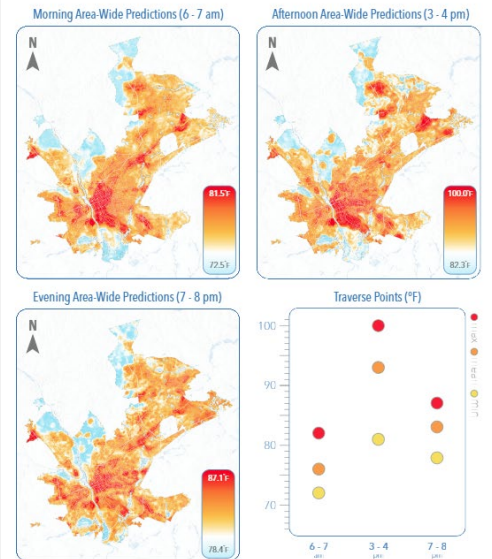 Morning Area-Wide Predictions (6 - 7 am)
N
81.5°F
72.5°F
Afternoon Area-Wide Predictions (3 - 4 pm)
N
100.0°F
82.3°F
Evening Area-Wide Predictions (7 - 8 pm)
N
87.1°F
78.4°F
Traverse Points (°F)
100
90
80
70
6 - 7
3 - 4
7 - 8